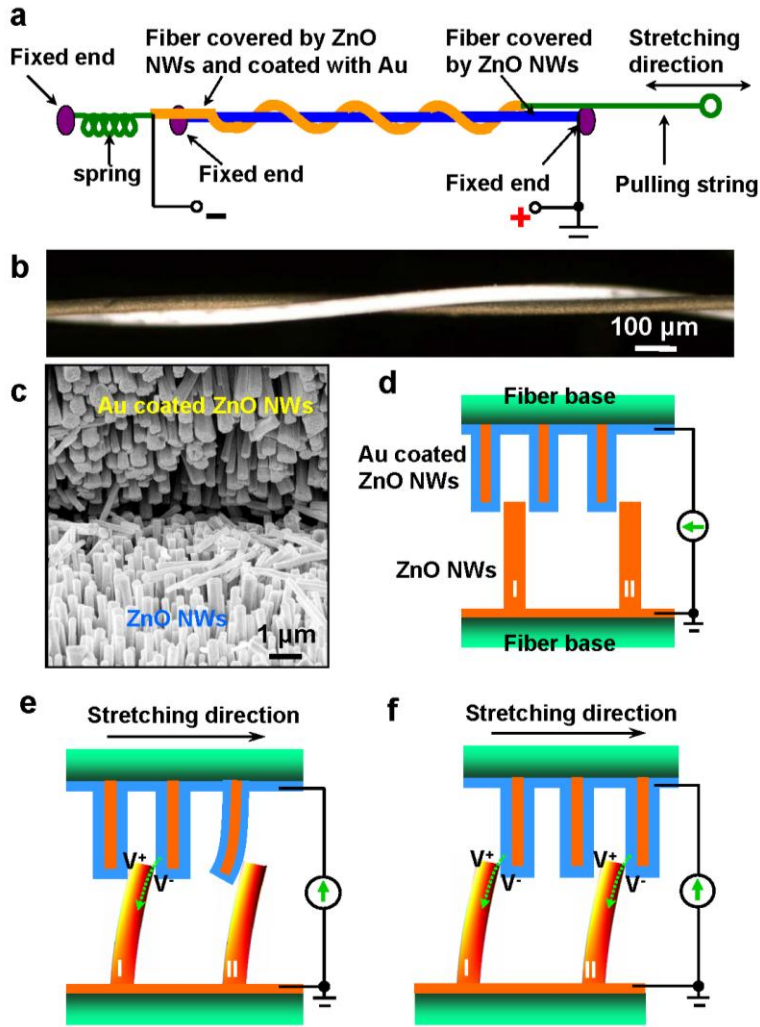 a
Fixed end
Fiber covered by ZnO
NWs and coated with Au
Fiber covered
by ZnO NWs
Stretching
direction
spring
Fixed end
Fixed end
Pulling string
−
+
b
100 µm
c
Au coated ZnO NWs
ZnO NWs
1 µm
d
Fiber base
Au coated
ZnO NWs
ZnO NWs
I
II
Fiber base
e
Stretching direction
V+
V-
I
II
f
Stretching direction
V+
V-
V+
V-
I
II